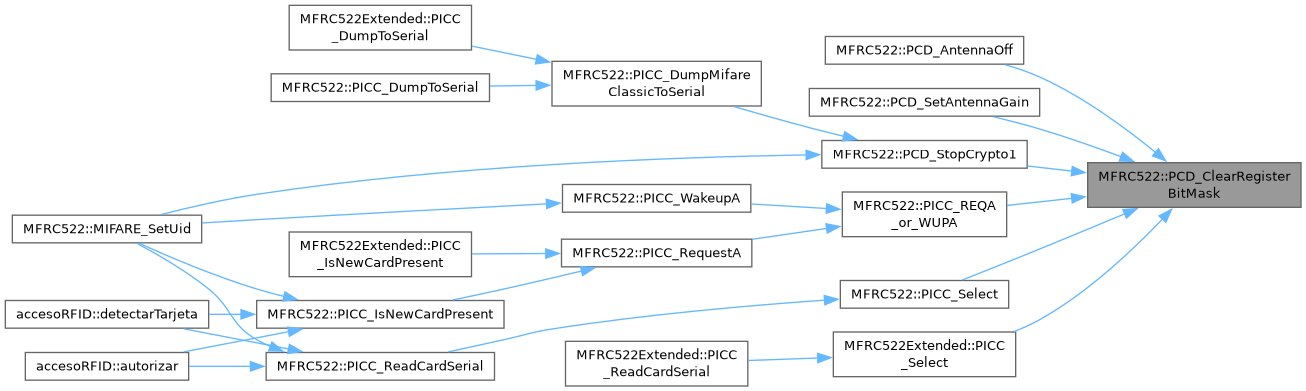 MFRC522Extended::PICC
_DumpToSerial
MFRC522::PICC_DumpToSerial
MFRC522::PICC_DumpMifare
ClassicToSerial
MFRC522::PCD_AntennaOff
MFRC522::PCD_SetAntennaGain
MFRC522::PCD_StopCrypto1
MFRC522::PCD_ClearRegister
BitMask
MFRC522::MIFARE_SetUid
MFRC522::PICC_WakeupA
MFRC522::PICC_REQA
_or_WUPA
MFRC522Extended::PICC
_IsNewCardPresent
MFRC522::PICC_RequestA
accesoRFID::detectarTarjeta
MFRC522::PICC_IsNewCardPresent
MFRC522::PICC_Select
accesoRFID::autorizar
MFRC522::PICC_ReadCardSerial
MFRC522Extended::PICC
_ReadCardSerial
MFRC522Extended::PICC
_Select